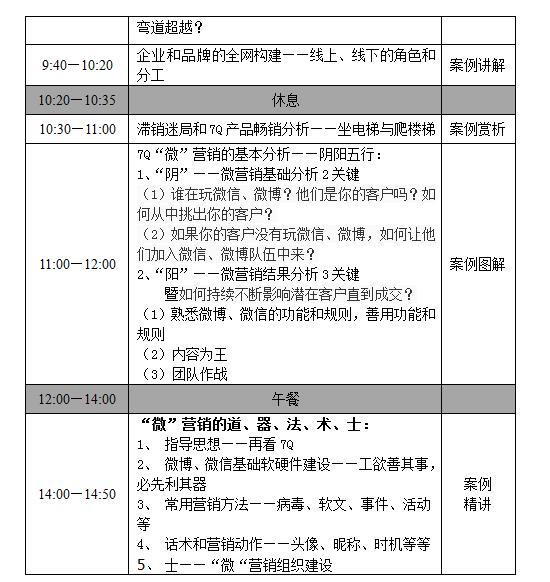 弯道超越？
9:40－10:20
企业和品牌的全网构建——线上、线下的角色和
分工
案例讲解
10:20－10:35
休息
10:30－11:00
滞销迷局和7Q产品畅销分析——坐电梯与爬楼梯
案例赏析
11:00－12:00
7Q“微”营销的基本分析——阴阳五行：
1、“阴”——微营销基础分析2关键
（1）谁在玩微信、微博？他们是你的客户吗？如
何从中挑出你的客户？
（2）如果你的客户没有玩微信、微博，如何让他
们加入微信、微博队伍中来？
2、“阳”——微营销结果分析3关键
暨如何持续不断影响潜在客户直到成交？
（1）熟悉微博、微信的功能和规则，善用功能和
规则
（2）内容为王
（3）团队作战
案例图解
12:00－14:00
午餐
14:00－14:50
“微”营销的道、器、法、术、士：
1、 指导思想——再看7Q
2、 微博、微信基础软硬件建设——工欲善其事，
必先利其器
3、 常用营销方法——病毒、软文、事件、活动
等
4、 话术和营销动作——头像、昵称、时机等等
5、 士——“微“营销组织建设
案例
精讲